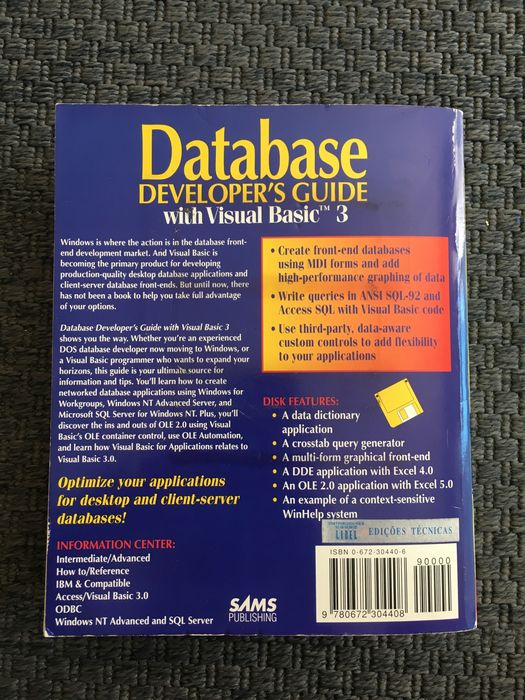 Database
DEVELOPER'S GUIDE
with Visual Basic™ 3
Windows is where the action is in the database front-
end development market. And Visual Basic is
becoming the primary product for developing
production-quality desktop database applications and
client-server database front-ends. But until now, there
has not been a book to help you take full advantage
of your options.
Database Developer's Guide with Visual Basic 3
shows you the way. Whether you're an experienced
DOS database developer now moving to Windows, or
a Visual Basic programmer who wants to expand your
horizons, this guide is your ultimate source for
information and tips. You'll learn how to create
networked database applications using Windows for
Workgroups, Windows NT Advanced Server, and
Microsoft SQL Server for Windows NT. Plus, you'll
discover the ins and outs of OLE 2.0 using Visual
Basic's OLE container control, use OLE Automation,
and learn how Visual Basic for Applications relates to
Visual Basic 3.0.
Optimize your applications
for desktop and client-server
databases!
INFORMATION CENTER:
Intermediate/Advanced
How to/Reference
IBM & Compatible
Access/Visual Basic 3.0
ODBC
Windows NT Advanced and SQL Server
• Create front-end databases
using MDI forms and add
high-performance graphing of data
• Write queries in ANSI SQL-92 and
Access SQL with Visual Basic code
• Use third-party, data-aware
custom controls to add flexibility
to your applications
DISK FEATURES:
• A data dictionary
application
• A crosstab query generator
• A multi-form graphical front-end
• A DDE application with Excel 4.0
• An OLE 2.0 application with Excel 5.0
• An example of a context-sensitive
WinHelp system
LIDEL EDIÇÕES TÉCNICAS
ISBN 0-672-30440-6
90000
9 780672 304408
SAMS
PUBLISHING